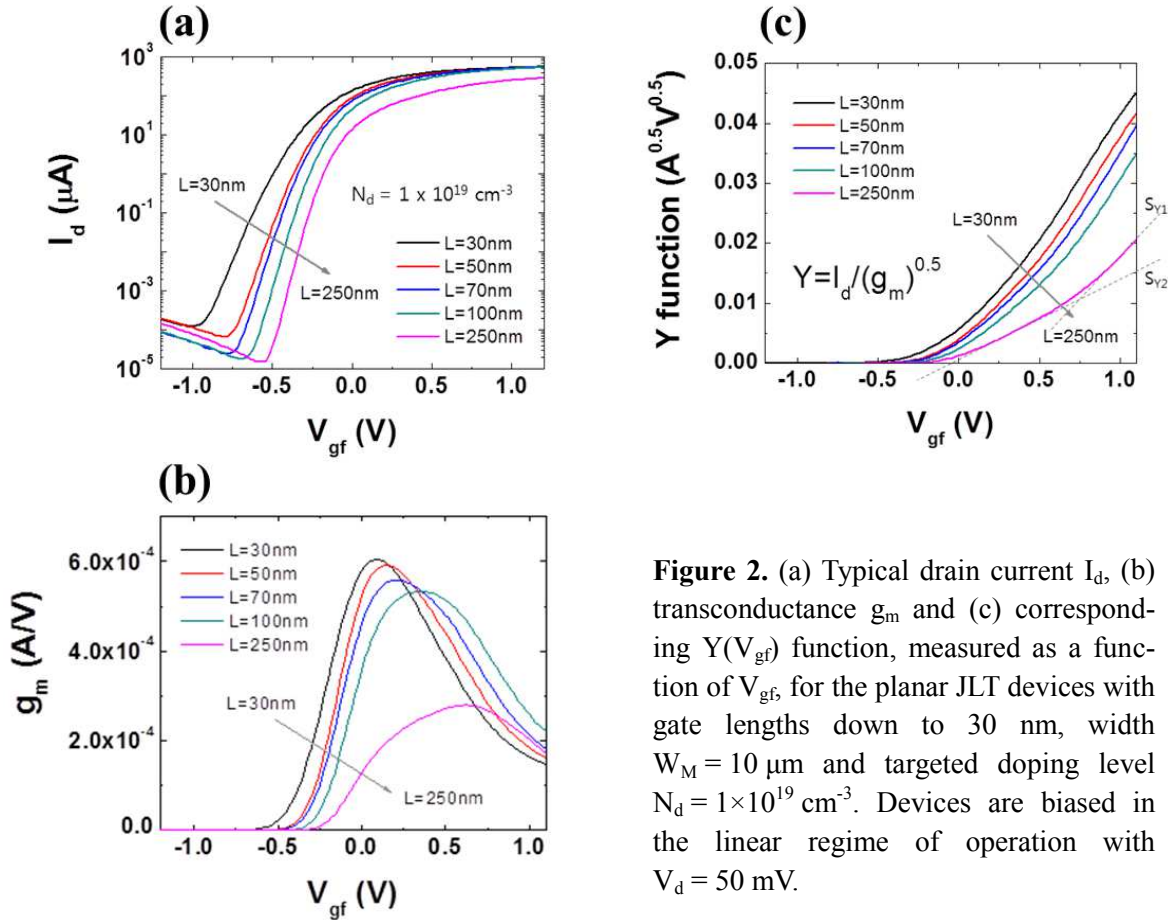 (a)
10³
10¹
10⁻¹
10⁻³
10⁻⁵
I_d (µA)
L=30nm
L=250nm
N_d = 1 x 10¹⁹ cm⁻³
L=30nm
L=50nm
L=70nm
L=100nm
L=250nm
-1.0 -0.5 0.0 0.5 1.0
V_gf (V)
(c)
0.05
0.04
0.03
0.02
0.01
0.00
Y function (A^0.5V^0.5)
L=30nm
L=50nm
L=70nm
L=100nm
L=250nm
L=30nm
S_Y1
Y=I_d/(g_m)^0.5
S_Y2
L=250nm
-1.0 -0.5 0.0 0.5 1.0
V_gf (V)
(b)
6.0x10⁻⁴
4.0x10⁻⁴
2.0x10⁻⁴
0.0
g_m (A/V)
L=30nm
L=50nm
L=70nm
L=100nm
L=250nm
L=30nm
L=250nm
-1.0 -0.5 0.0 0.5 1.0
V_gf (V)
Figure 2. (a) Typical drain current I_d, (b)
transconductance g_m and (c) correspond-
ing Y(V_gf) function, measured as a func-
tion of V_gf, for the planar JLT devices with
gate lengths down to 30 nm, width
W_M = 10 µm and targeted doping level
N_d = 1×10¹⁹ cm⁻³. Devices are biased in
the linear regime of operation with
V_d = 50 mV.